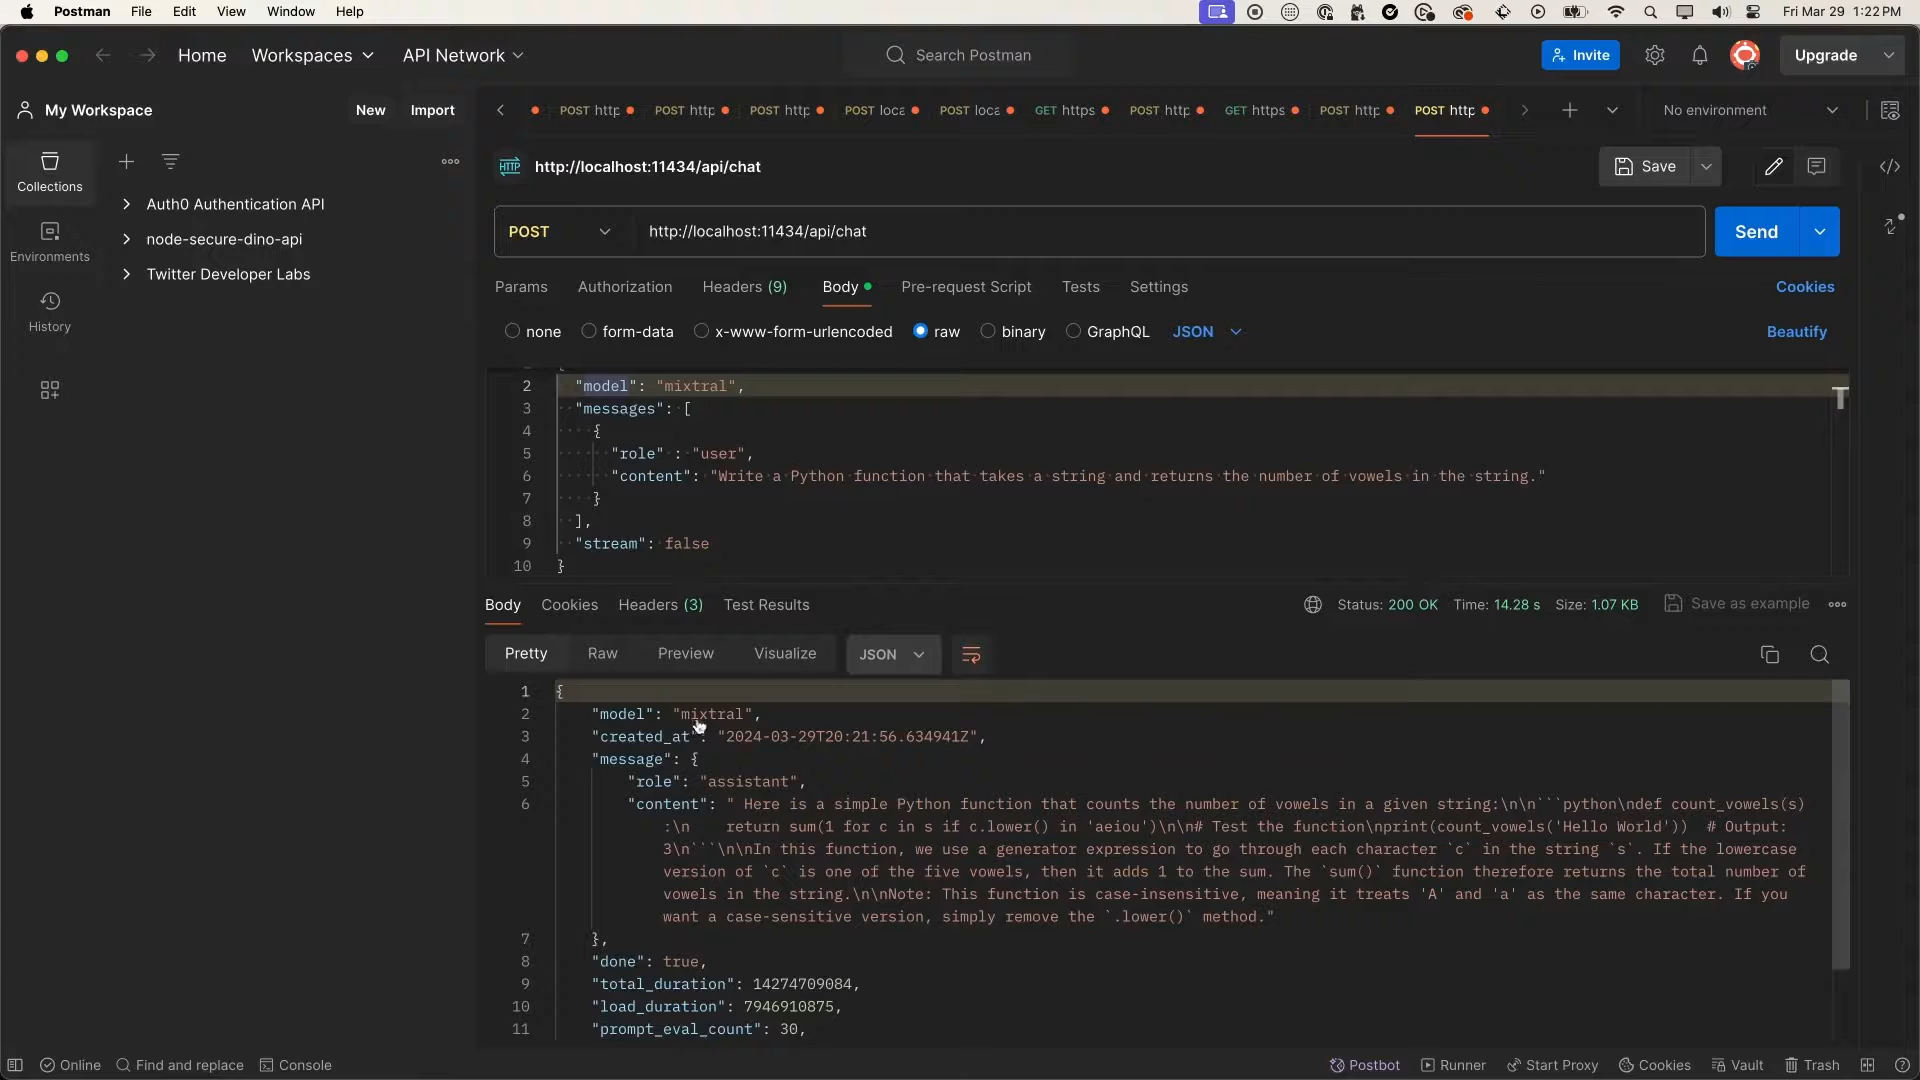 Postman File Edit View Window Help Fri Mar 29 1:22 PM
Home Workspaces API Network Search Postman Invite Upgrade
My Workspace New Import
POST http POST http POST http POST loca POST loca GET https POST http GET https POST http POST http No environment
Collections
Environments
History
Auth0 Authentication API
node-secure-dino-api
Twitter Developer Labs
HTTP http://localhost:11434/api/chat Save
POST http://localhost:11434/api/chat Send
Params Authorization Headers (9) Body Pre-request Script Tests Settings Cookies
none form-data x-www-form-urlencoded raw binary GraphQL JSON Beautify
2 "model": "mixtral",
3 "messages": [
4 {
5 "role" : "user",
6 "content": "Write a Python function that takes a string and returns the number of vowels in the string."
7 }
8 ],
9 "stream": false
10 }
Body Cookies Headers (3) Test Results Status: 200 OK Time: 14.28 s Size: 1.07 KB Save as example
Pretty Raw Preview Visualize JSON
1 {
2 "model": "mixtral",
3 "created_at": "2024-03-29T20:21:56.634941Z",
4 "message": {
5 "role": "assistant",
6 "content": " Here is a simple Python function that counts the number of vowels in a given string:\n\n```python\ndef count_vowels(s)
:\n    return sum(1 for c in s if c.lower() in 'aeiou')\n\n# Test the function\nprint(count_vowels('Hello World'))  # Output:
3\n```\n\nIn this function, we use a generator expression to go through each character `c` in the string `s`. If the lowercase
version of `c` is one of the five vowels, then it adds 1 to the sum. The `sum()` function therefore returns the total number of
vowels in the string.\n\nNote: This function is case-insensitive, meaning it treats 'A' and 'a' as the same character. If you
want a case-sensitive version, simply remove the `.lower()` method."
7 },
8 "done": true,
9 "total_duration": 14274709084,
10 "load_duration": 7946910875,
11 "prompt_eval_count": 30,
Online Find and replace Console Postbot Runner Start Proxy Cookies Vault Trash